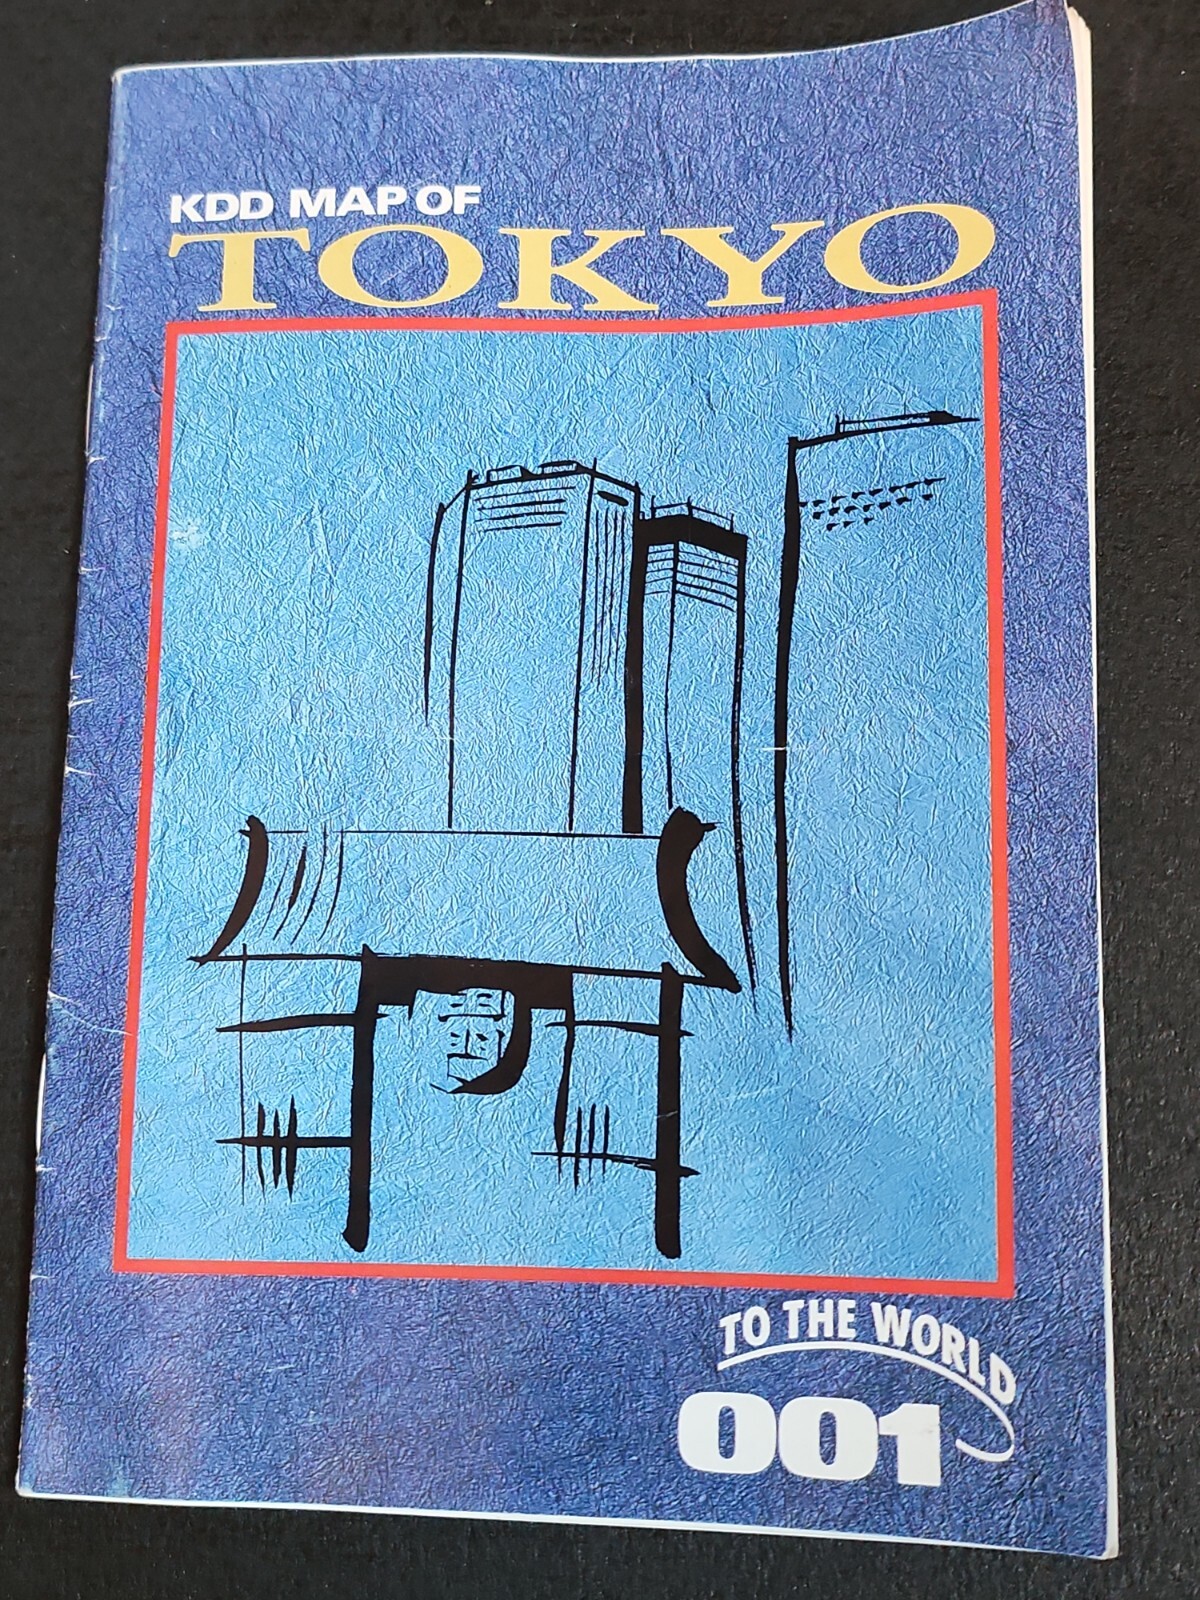 KDD MAP OF
TOKYO
TO THE WORLD
001